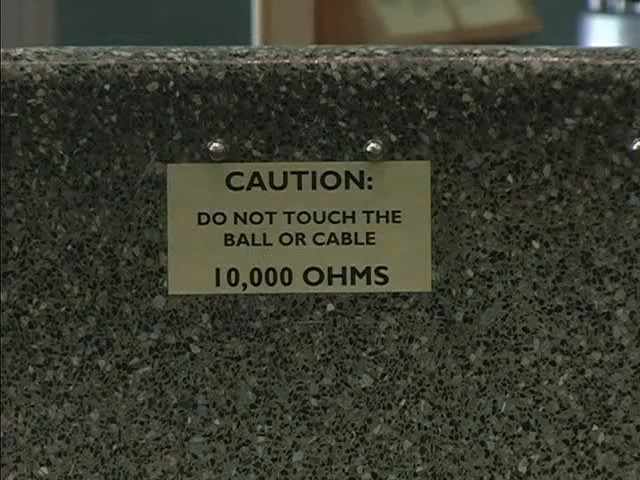 CAUTION:
DO NOT TOUCH THE
BALL OR CABLE
10,000 OHMS